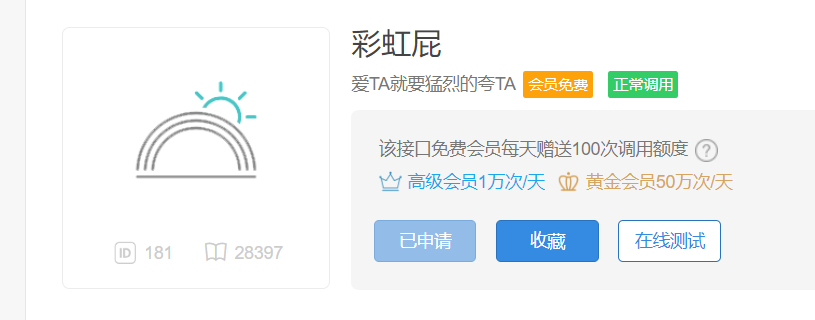 彩虹屁
爱TA就要猛烈的夸TA 会员免费 正常调用
该接口免费会员每天赠送100次调用额度 ?
高级会员1万次/天 黄金会员50万次/天
已申请 收藏 在线测试
ID 181 28397